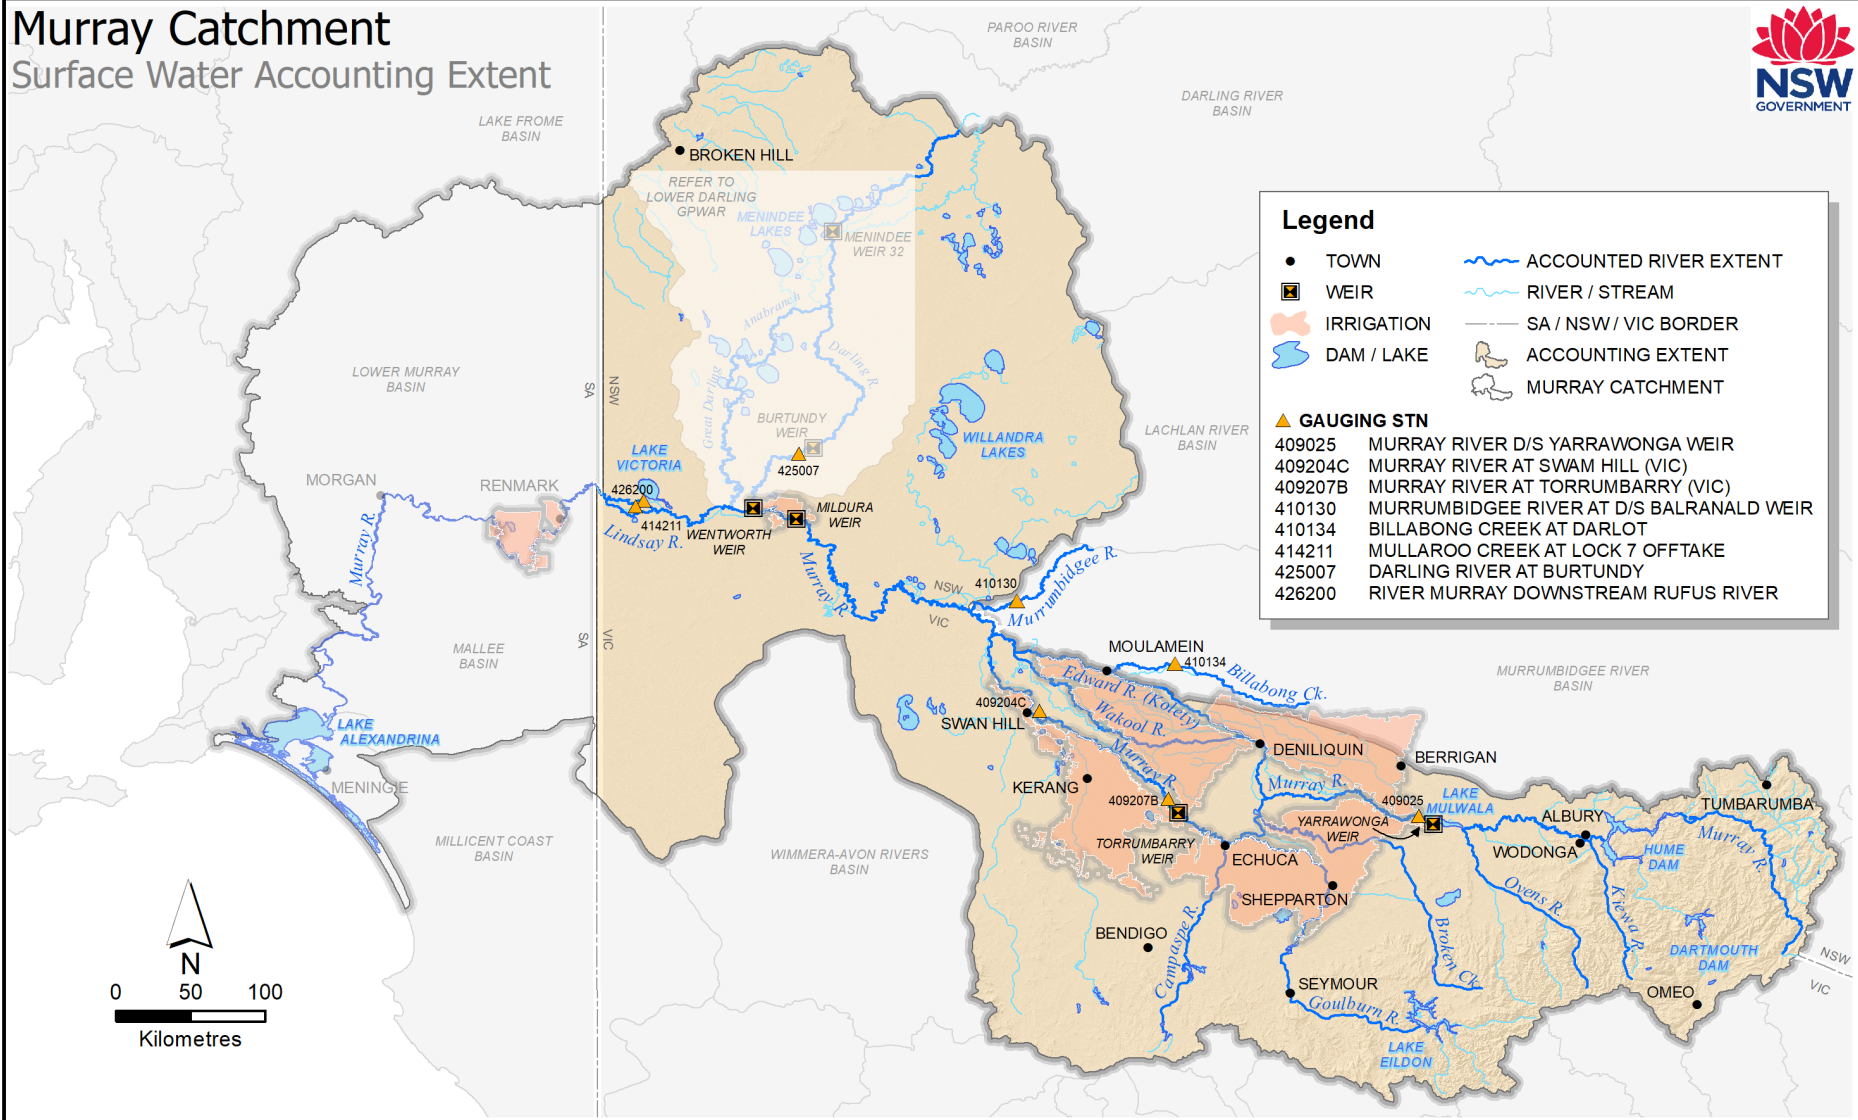 Murray Catchment
Surface Water Accounting Extent
NSW
GOVERNMENT
PAROO RIVER
BASIN
DARLING RIVER
BASIN
LAKE FROME
BASIN
BROKEN HILL
REFER TO
LOWER DARLING
GPWAR
MENINDEE
LAKES
MENINDEE
WEIR 32
Anabranch
Great Darling
Darling R.
BURTUNDY
WEIR
425007
LOWER MURRAY
BASIN
SA
NSW
LAKE
VICTORIA
426200
414211
Lindsay R.
WENTWORTH
WEIR
MILDURA
WEIR
WILLANDRA
LAKES
LACHLAN RIVER
BASIN
MORGAN
RENMARK
Murray R.
Murray R.
NSW
VIC
410130
Murrumbidgee R.
SA
VIC
MALLEE
BASIN
LAKE
ALEXANDRINA
MENINGIE
MILLICENT COAST
BASIN
WIMMERA-AVON RIVERS
BASIN
MURRUMBIDGEE RIVER
BASIN
MOULAMEIN
410134
Billabong Ck.
Edward R. (Kolety)
Wakool R.
409204C
SWAN HILL
Murray R.
DENILIQUIN
BERRIGAN
KERANG
409207B
Murray R.
409025
LAKE
MULWALA
YARRAWONGA
WEIR
TORRUMBARRY
WEIR
ECHUCA
SHEPPARTON
ALBURY
WODONGA
HUME
DAM
TUMBARUMBA
Murray R.
Ovens R.
Kiewa R.
Broken Ck.
Campaspe R.
BENDIGO
SEYMOUR
Goulburn R.
LAKE
EILDON
DARTMOUTH
DAM
OMEO
NSW
VIC
N
0 50 100
Kilometres
Legend
TOWN
WEIR
IRRIGATION
DAM / LAKE
ACCOUNTED RIVER EXTENT
RIVER / STREAM
SA / NSW / VIC BORDER
ACCOUNTING EXTENT
MURRAY CATCHMENT
GAUGING STN
409025 MURRAY RIVER D/S YARRAWONGA WEIR
409204C MURRAY RIVER AT SWAM HILL (VIC)
409207B MURRAY RIVER AT TORRUMBARRY (VIC)
410130 MURRUMBIDGEE RIVER AT D/S BALRANALD WEIR
410134 BILLABONG CREEK AT DARLOT
414211 MULLAROO CREEK AT LOCK 7 OFFTAKE
425007 DARLING RIVER AT BURTUNDY
426200 RIVER MURRAY DOWNSTREAM RUFUS RIVER